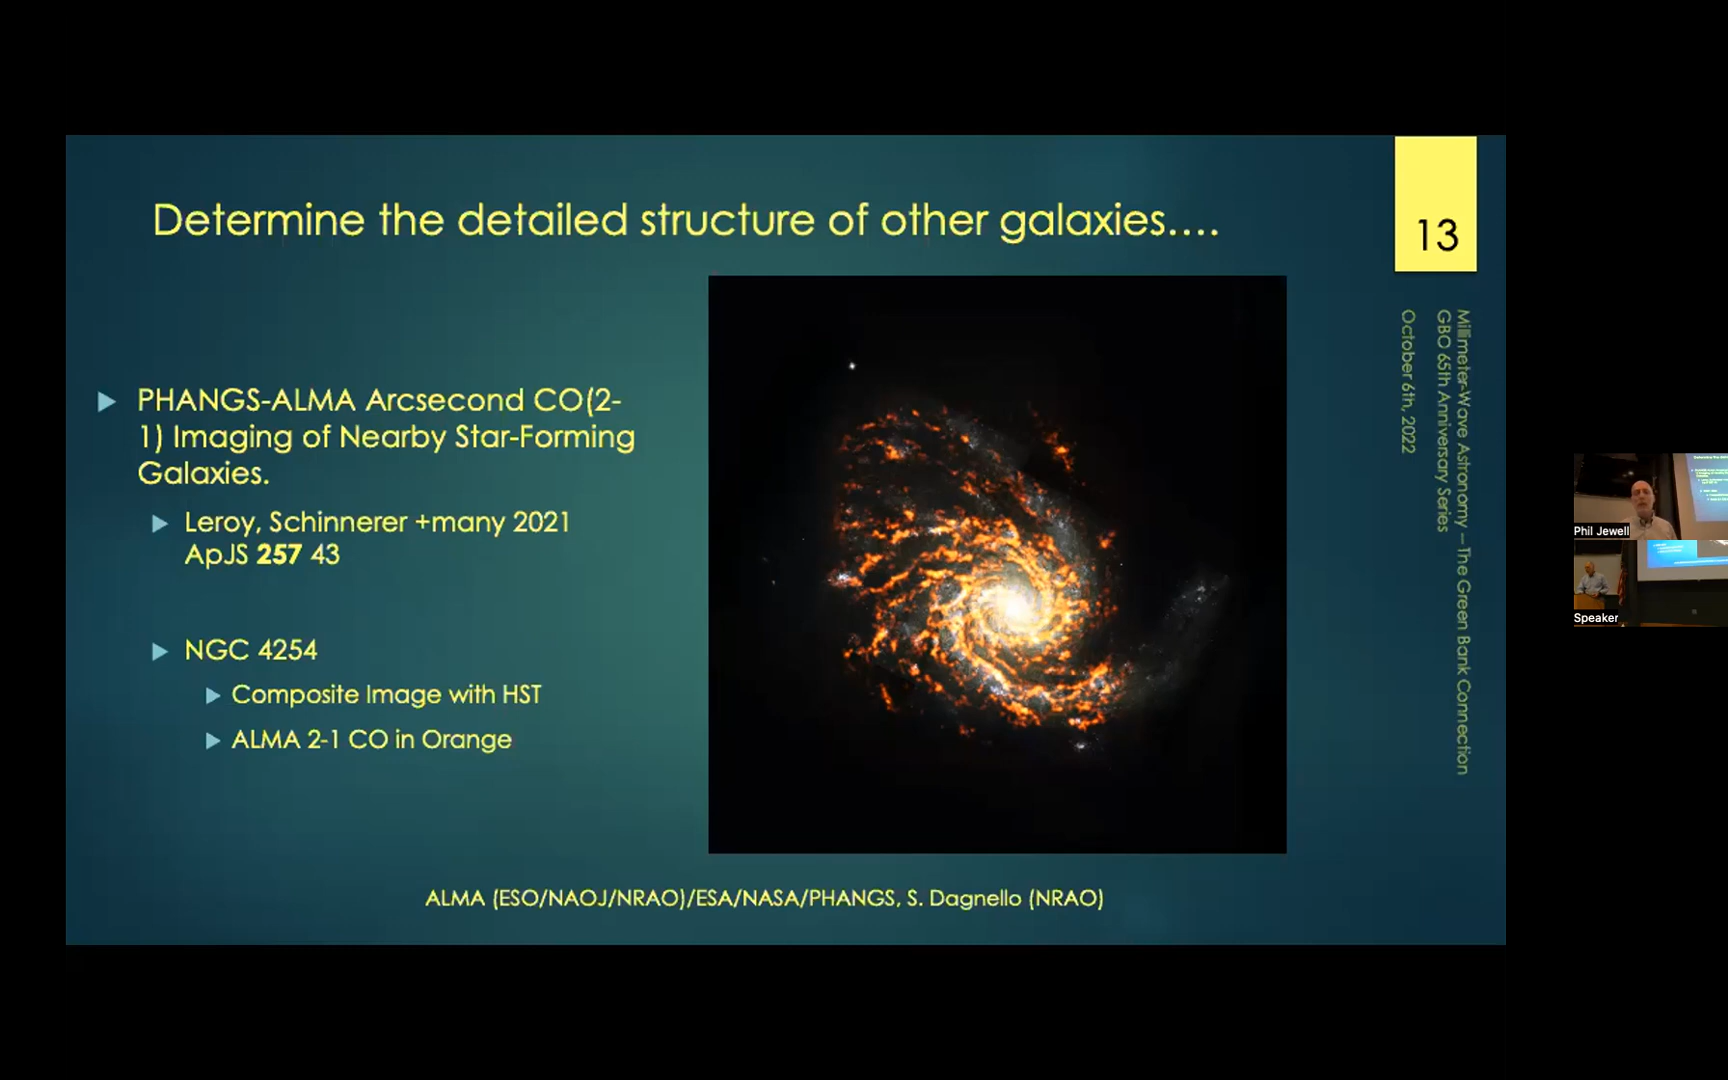 Determine the detailed structure of other galaxies....
13
PHANGS-ALMA Arcsecond CO(2-
1) Imaging of Nearby Star-Forming
Galaxies.
Leroy, Schinnerer +many 2021
ApJS 257 43
NGC 4254
Composite Image with HST
ALMA 2-1 CO in Orange
ALMA (ESO/NAOJ/NRAO)/ESA/NASA/PHANGS, S. Dagnello (NRAO)
Millimeter-Wave Astronomy –The Green Bank Connection
GBO 65th Anniversary Series
October 6th, 2022
Phil Jewell
Speaker